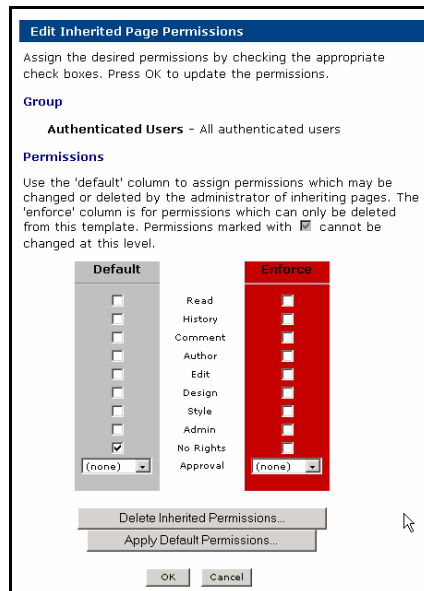 Edit Inherited Page Permissions
Assign the desired permissions by checking the appropriate
check boxes. Press OK to update the permissions.
Group
Authenticated Users - All authenticated users
Permissions
Use the 'default' column to assign permissions which may be
changed or deleted by the administrator of inheriting pages. The
'enforce' column is for permissions which can only be deleted
from this template. Permissions marked with cannot be
changed at this level.
Default Enforce
Read
History
Comment
Author
Edit
Design
Style
Admin
No Rights
(none) Approval (none)
Delete Inherited Permissions...
Apply Default Permissions...
OK Cancel